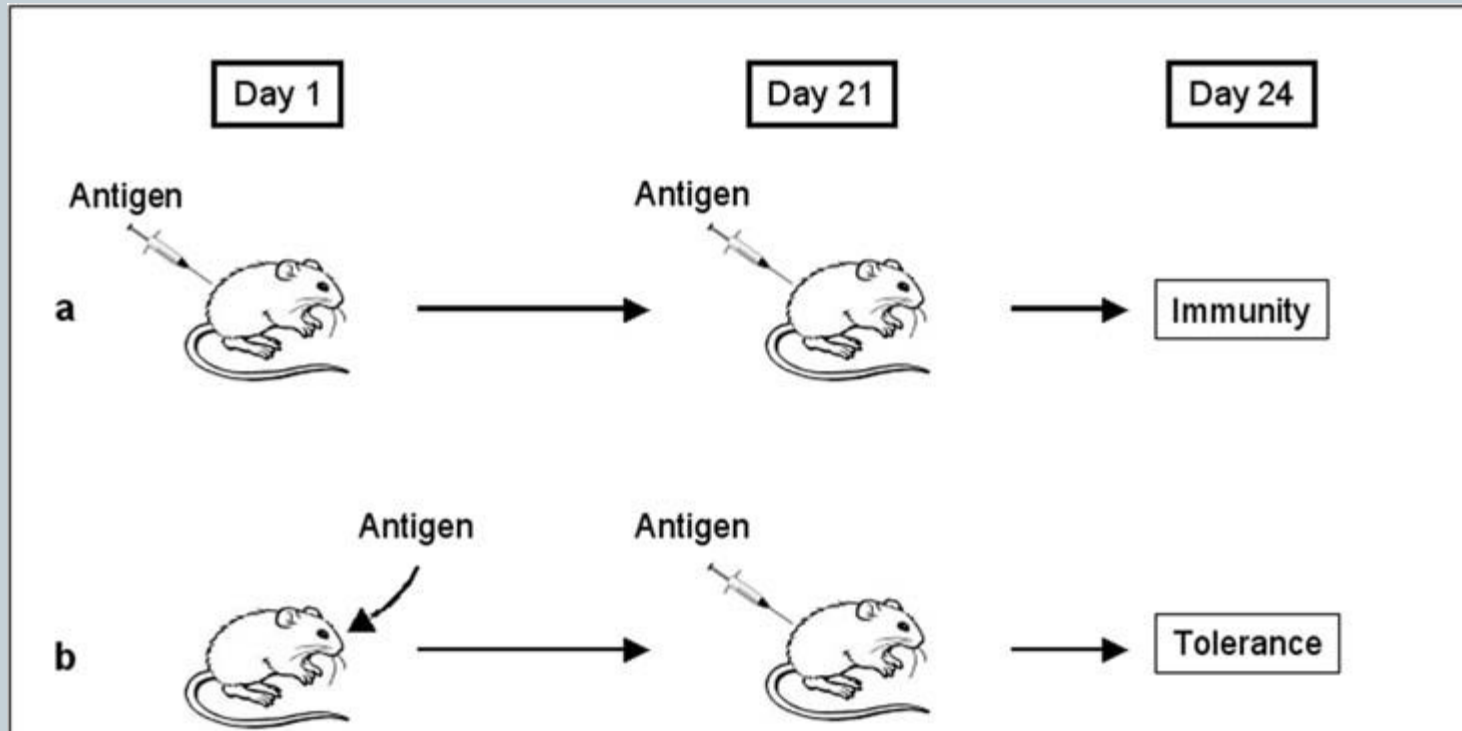 Day 1
Day 21
Day 24
Antigen
Antigen
a
Immunity
Antigen
Antigen
b
Tolerance